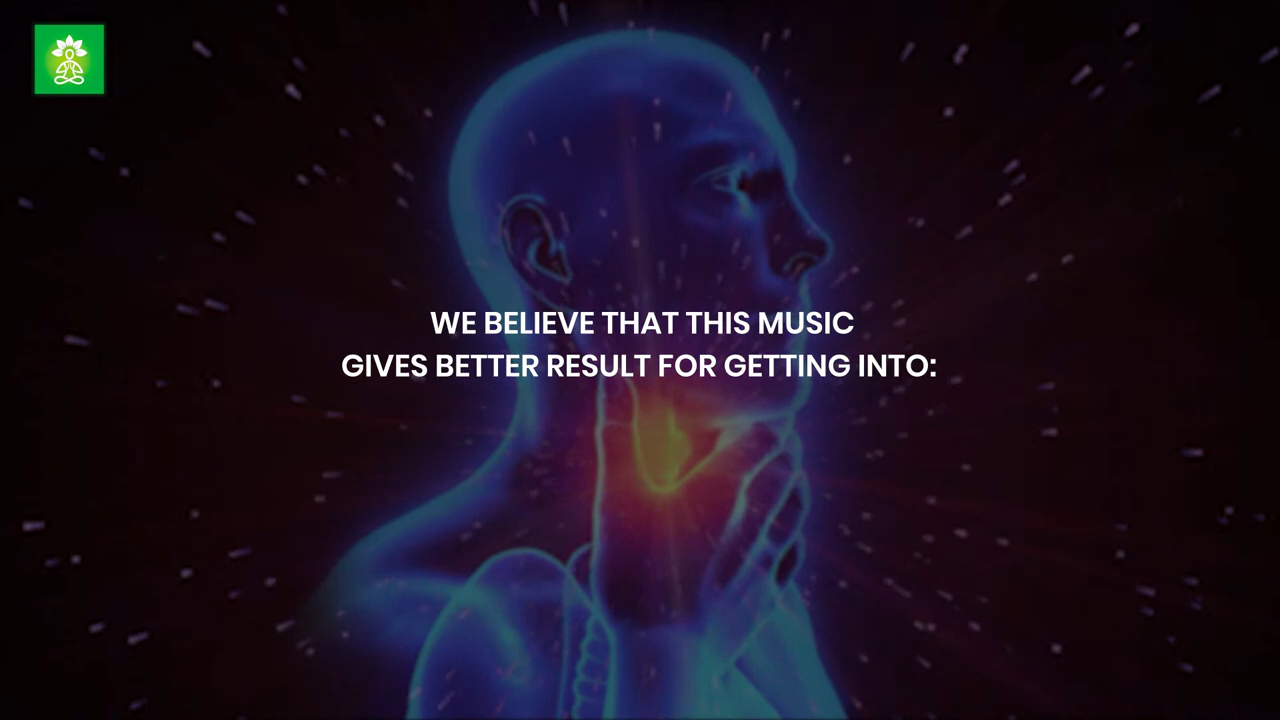 WE BELIEVE THAT THIS MUSIC
GIVES BETTER RESULT FOR GETTING INTO: